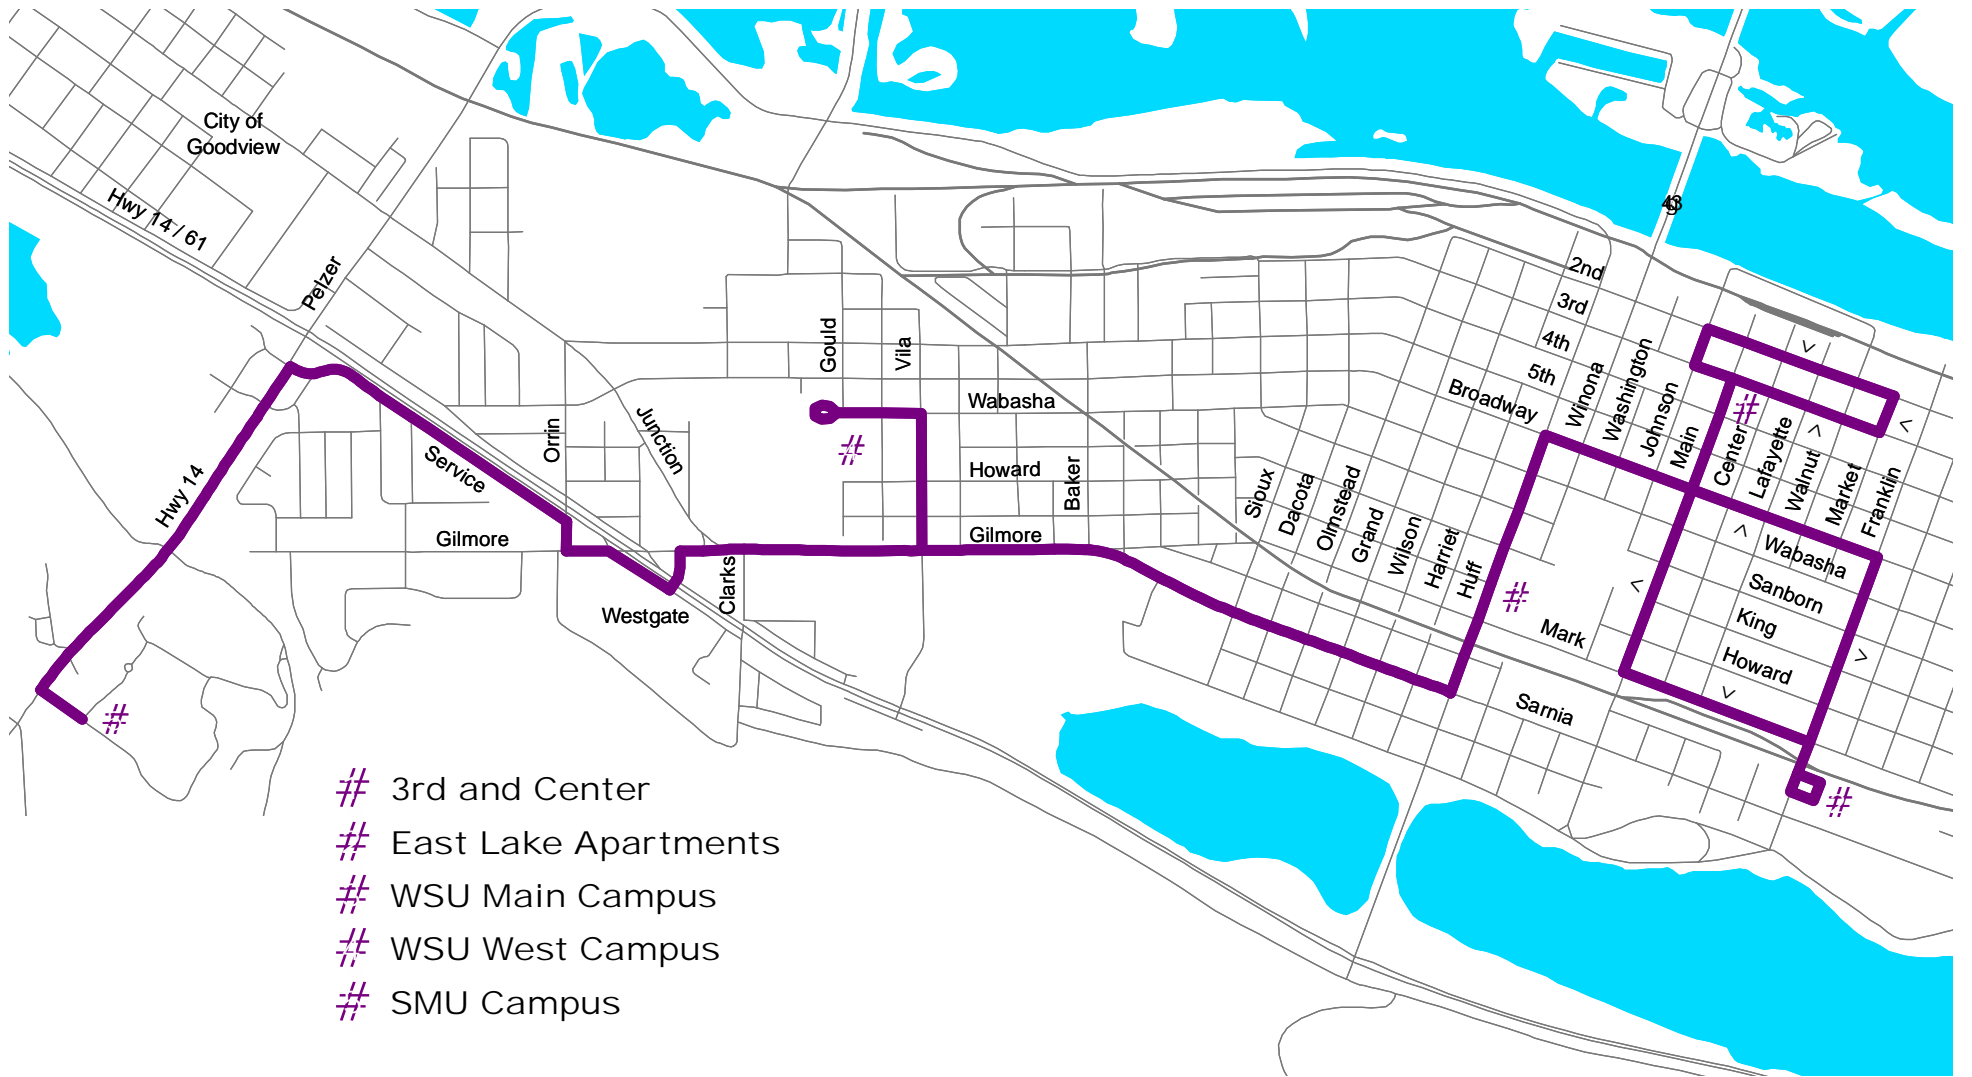 City of
Goodview
Hwy 14 / 61
Pelzer
Hwy 14
Service
Gilmore
Orrin
Junction
Westgate
Clarks
Gould
Vila
Wabasha
Howard
Baker
Gilmore
Sioux
Dacota
Olmstead
Grand
Wilson
Harriet
Huff
2nd
3rd
4th
5th
Broadway
Winona
Washington
Johnson
Main
Center
Lafayette
Walnut
Market
Franklin
Wabasha
Sanborn
King
Howard
Mark
Sarnia
43
# 3rd and Center
# East Lake Apartments
# WSU Main Campus
# WSU West Campus
# SMU Campus